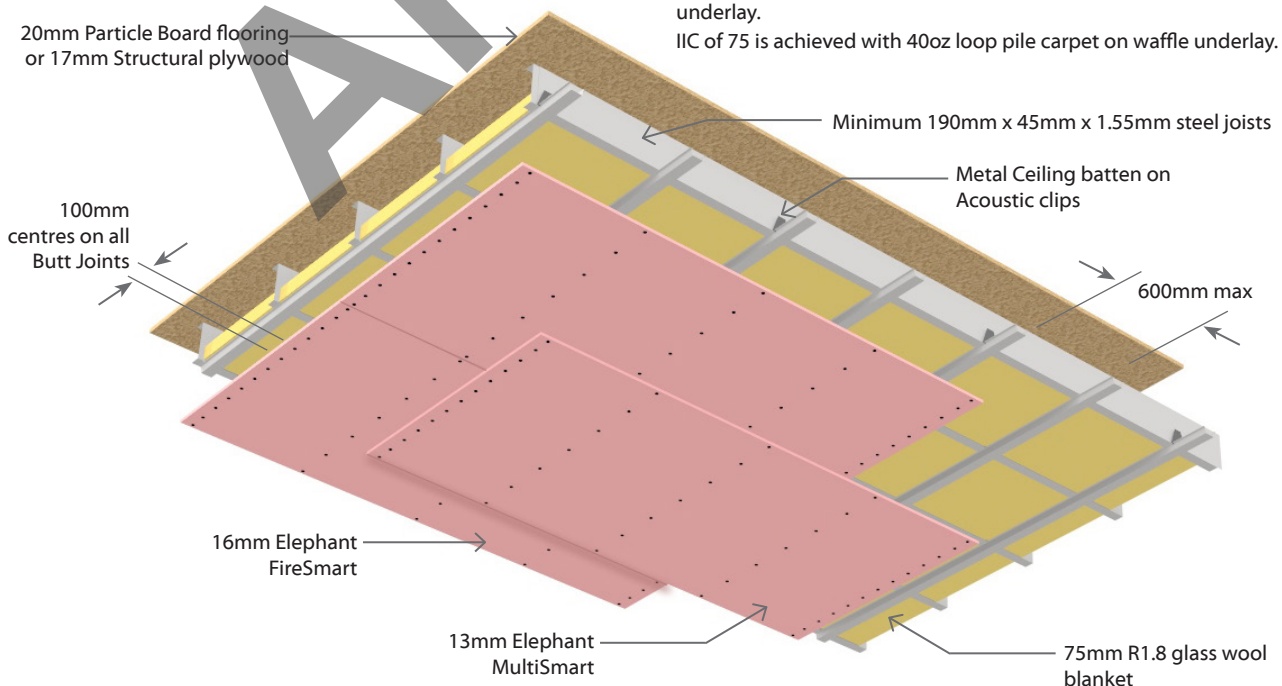 underlay.
IIC of 75 is achieved with 40oz loop pile carpet on waffle underlay.
20mm Particle Board flooring
or 17mm Structural plywood
Minimum 190mm x 45mm x 1.55mm steel joists
Metal Ceiling batten on
Acoustic clips
100mm
centres on all
Butt Joints
600mm max
16mm Elephant
FireSmart
13mm Elephant
MultiSmart
75mm R1.8 glass wool
blanket